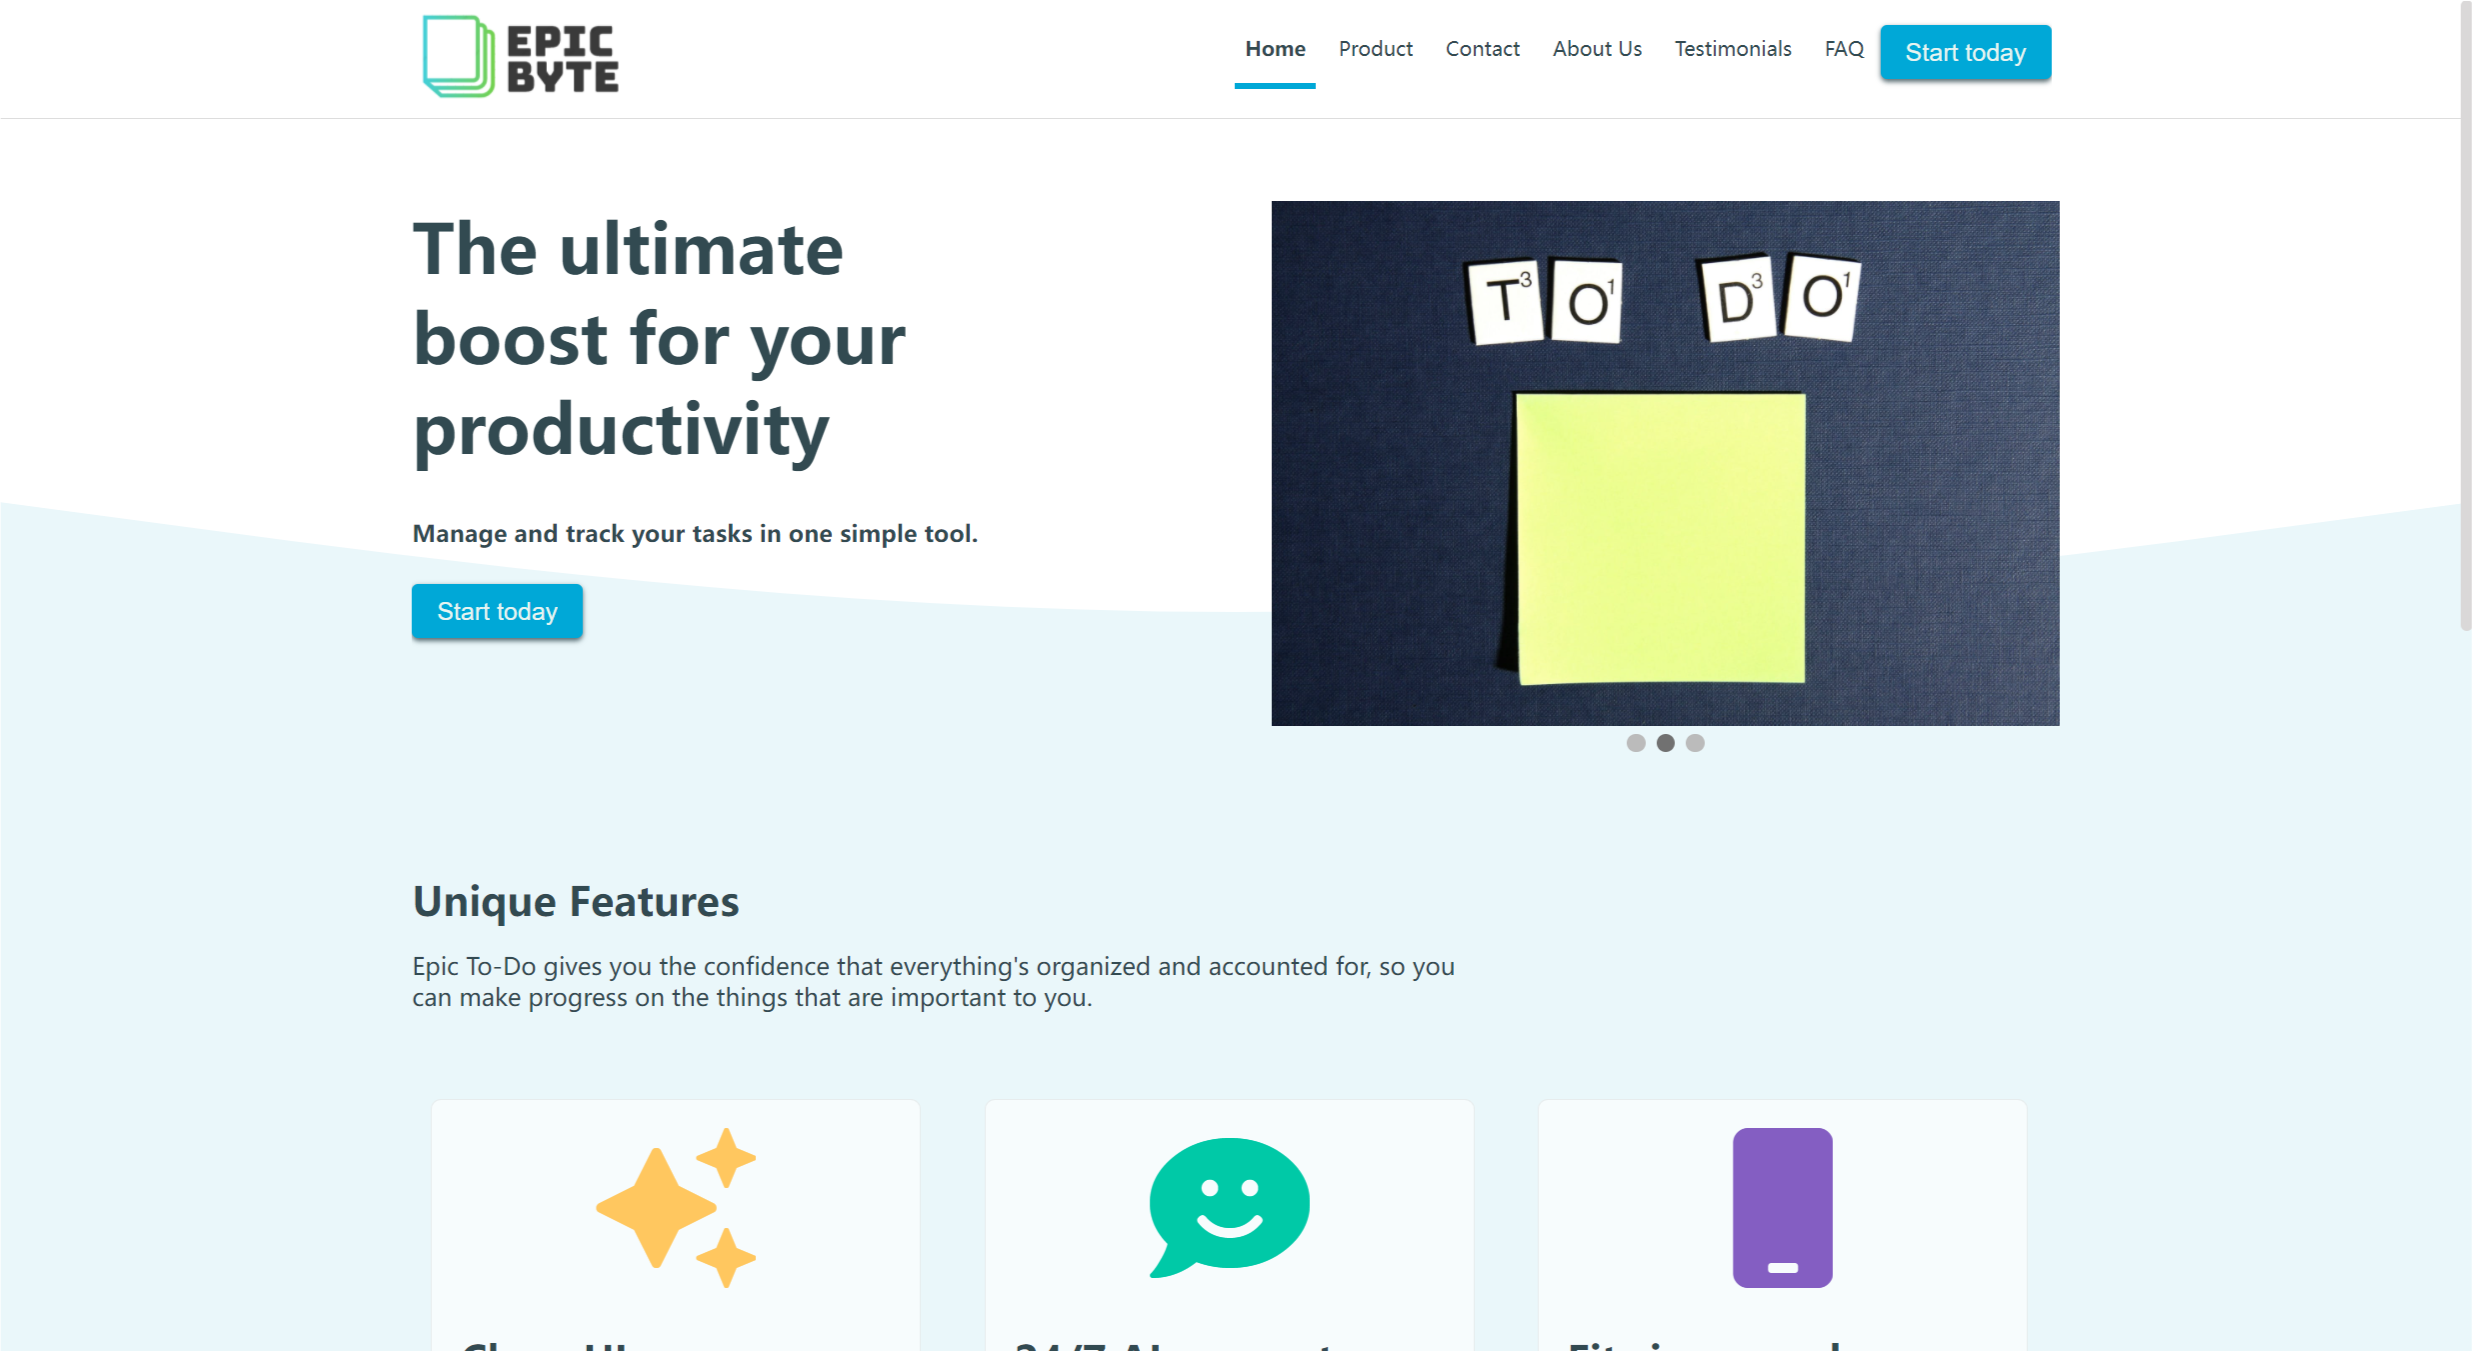 EPIC
BYTE
Home Product Contact About Us Testimonials FAQ Start today
The ultimate
boost for your
productivity
Manage and track your tasks in one simple tool.
Start today
T3 O1 D3 O1
Unique Features
Epic To-Do gives you the confidence that everything's organized and accounted for, so you
can make progress on the things that are important to you.
24/7 AI